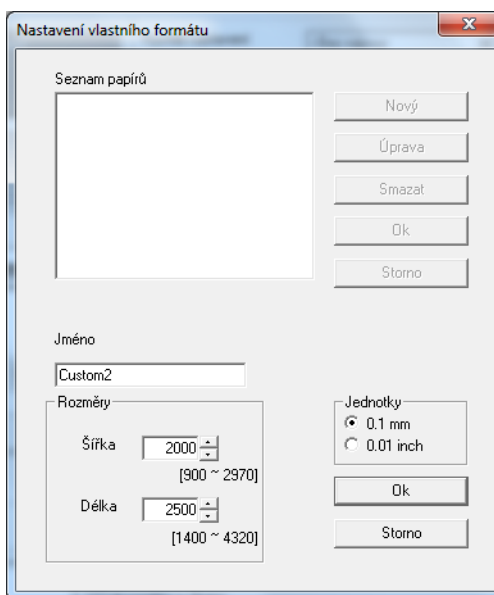 Nastavení vlastního formátu
Seznam papírů
Nový
Úprava
Smazat
Ok
Storno
Jméno
Custom2
Rozměry
Šířka 2000
[900 ~ 2970]
Délka 2500
[1400 ~ 4320]
Jednotky
0.1 mm
0.01 inch
Ok
Storno